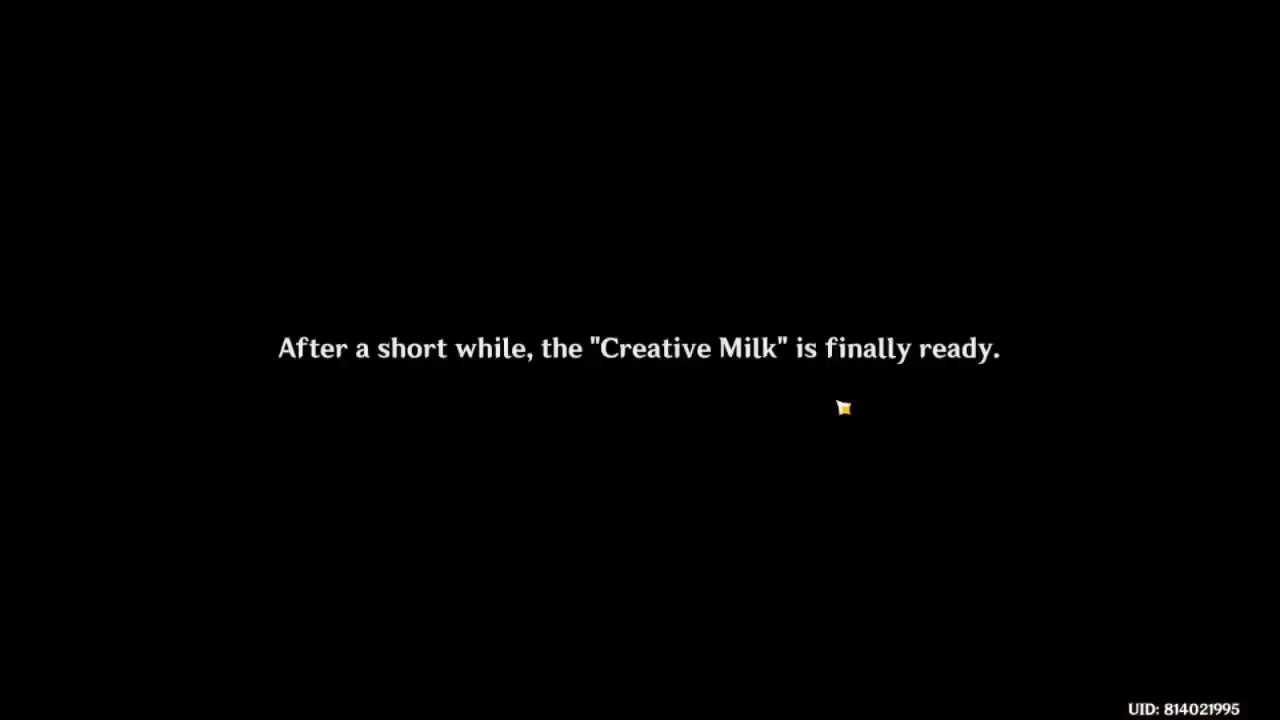 After a short while, the "Creative Milk" is finally ready.
UID: 814021995